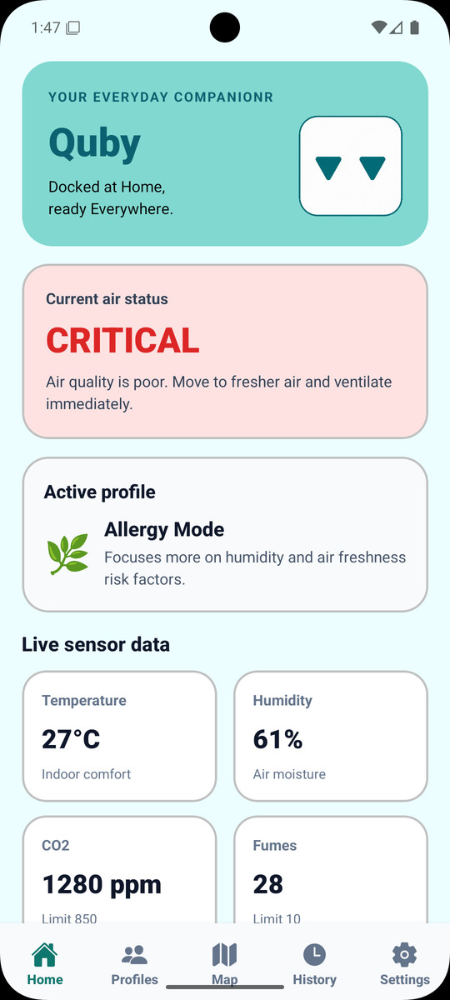 1:47
YOUR EVERYDAY COMPANIONR
Quby
Docked at Home,
ready Everywhere.
Current air status
CRITICAL
Air quality is poor. Move to fresher air and ventilate
immediately.
Active profile
Allergy Mode
Focuses more on humidity and air freshness
risk factors.
Live sensor data
Temperature
27°C
Indoor comfort
Humidity
61%
Air moisture
CO2
1280 ppm
Limit 850
Fumes
28
Limit 10
Home
Profiles
Map
History
Settings